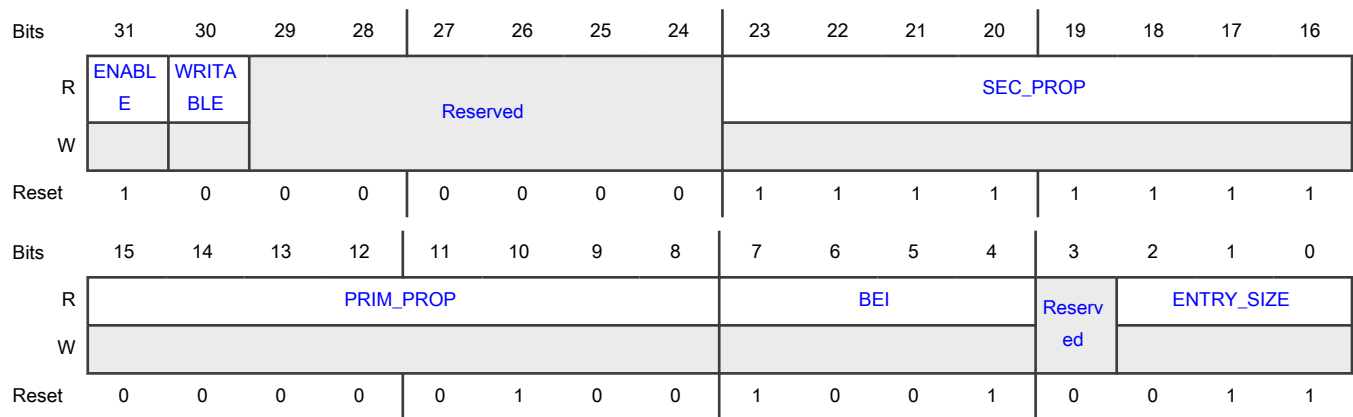 Bits 31 30 29 28 27 26 25 24 23 22 21 20 19 18 17 16
R ENABL WRITA Reserved SEC_PROP
E BLE
W
Reset 1 0 0 0 0 0 0 0 1 1 1 1 1 1 1 1
Bits 15 14 13 12 11 10 9 8 7 6 5 4 3 2 1 0
R PRIM_PROP BEI Reserv ENTRY_SIZE
W ed
Reset 0 0 0 0 0 1 0 0 1 0 0 1 0 0 1 1